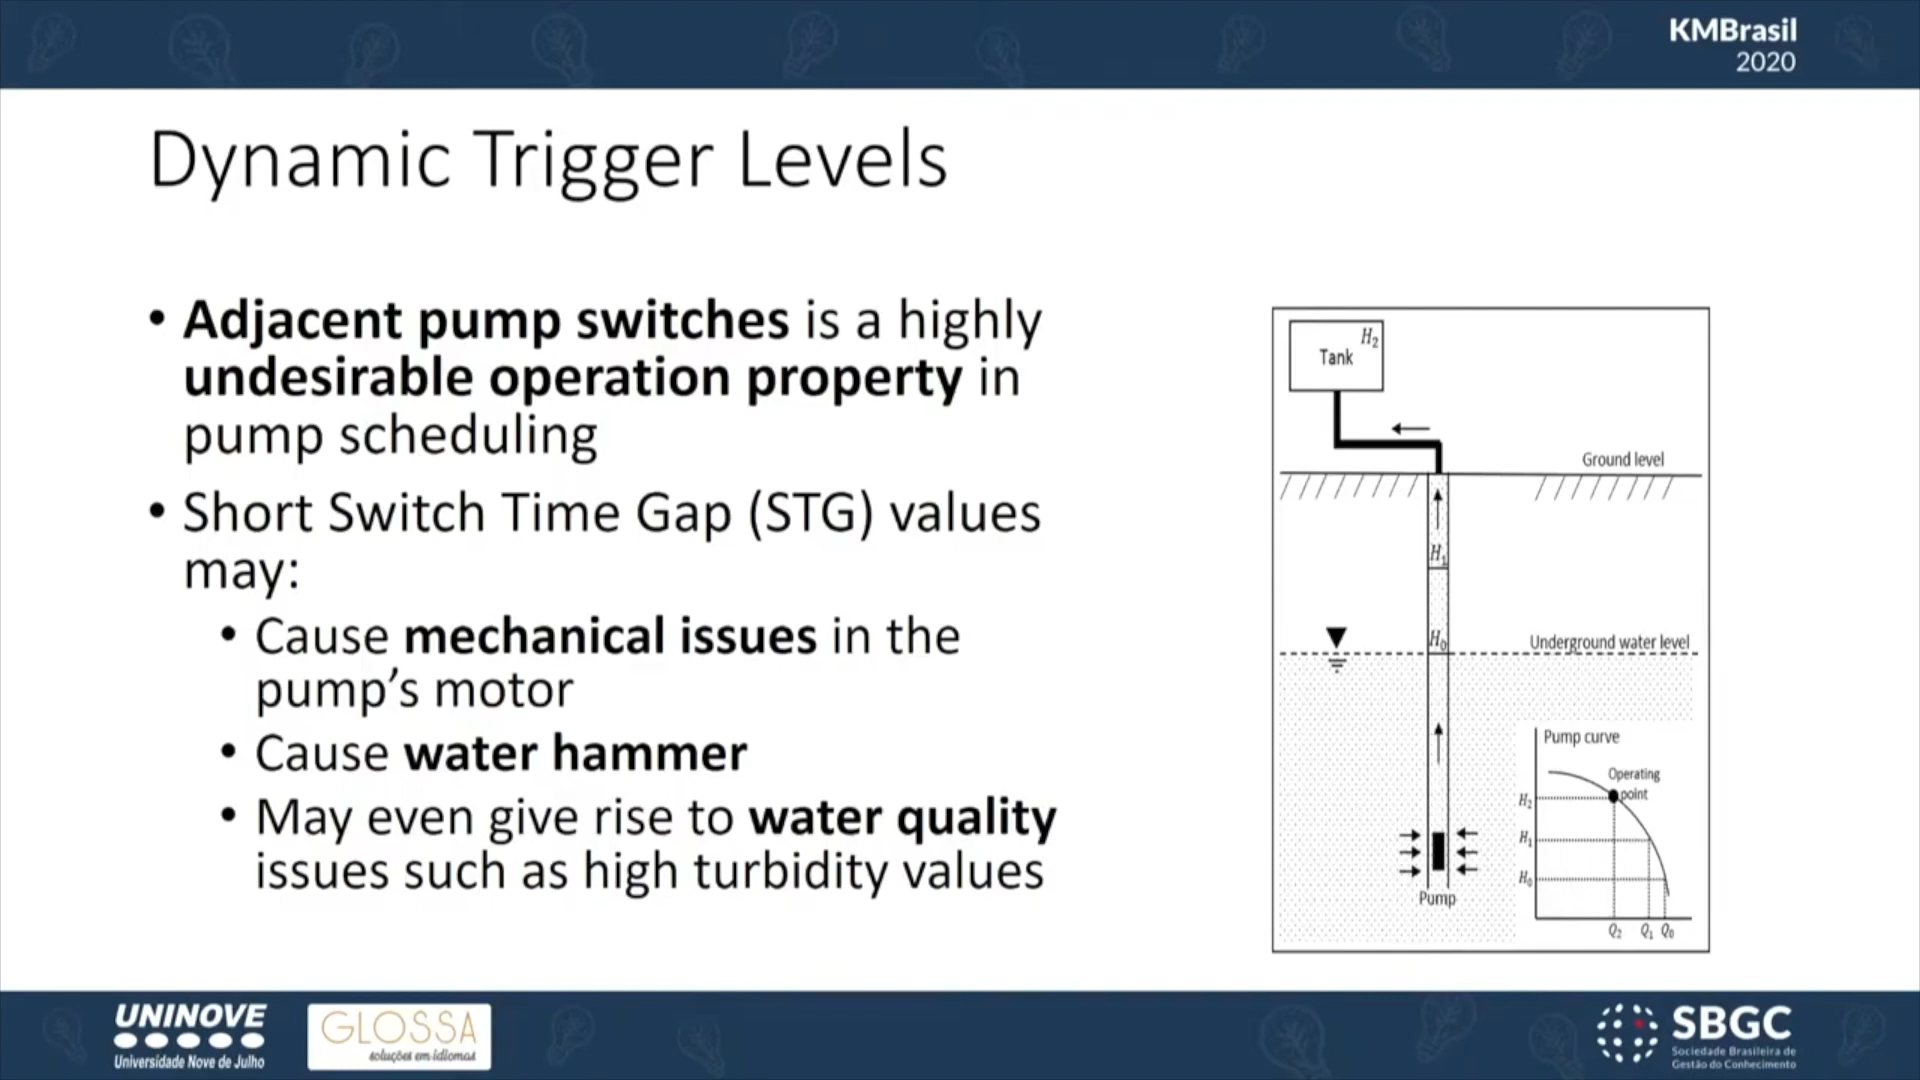 KMBrasil
2020
Dynamic Trigger Levels
• Adjacent pump switches is a highly
undesirable operation property in
pump scheduling
• Short Switch Time Gap (STG) values
may:
• Cause mechanical issues in the
pump’s motor
• Cause water hammer
• May even give rise to water quality
issues such as high turbidity values
H₂
Tank
Ground level
H₁
H₀
Underground water level
Pump
Pump curve
Operating
point
H₂
H₁
H₀
Q₂ Q₁ Q₀
UNINOVE
Universidade Nove de Julho
GLOSSA
soluções em idiomas
SBGC
Sociedade Brasileira de
Gestão do Conhecimento